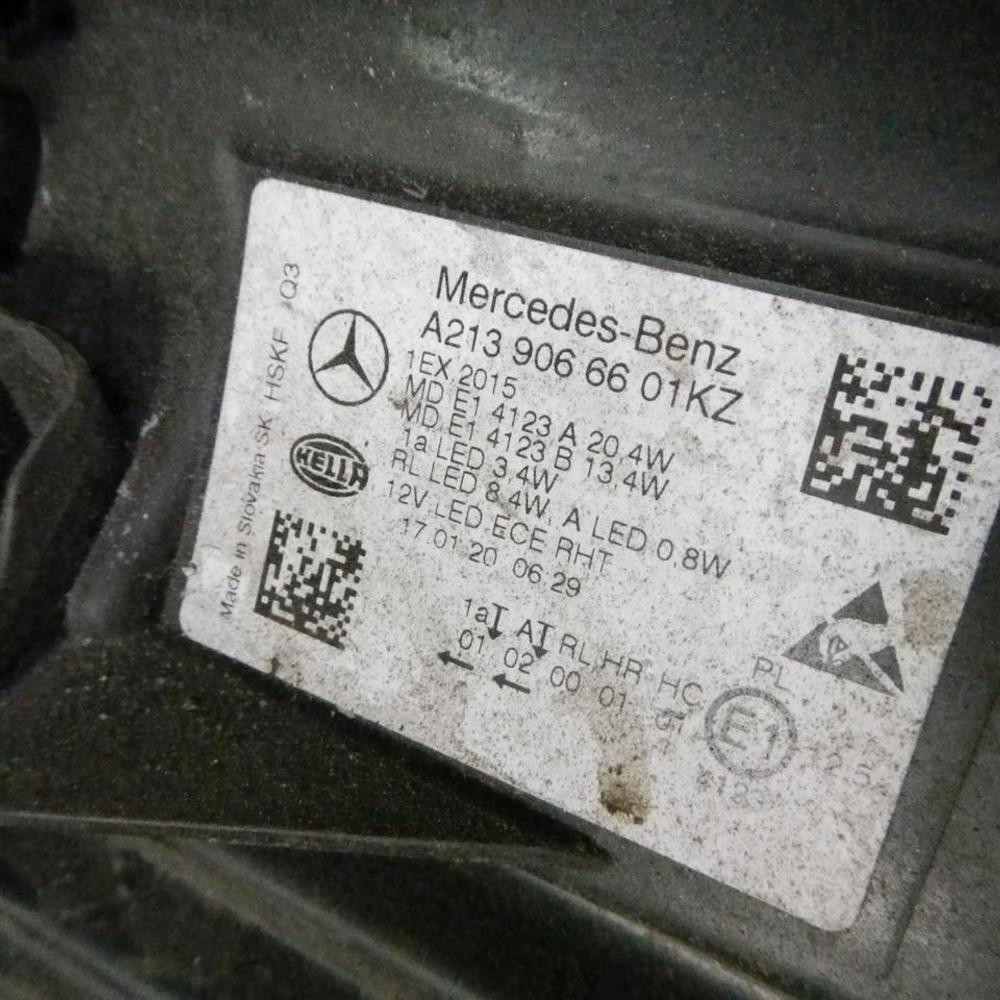 Mercedes-Benz
A213 906 66 01KZ
1EX 2015
MD E1 4123 A 20.4W
MD E1 4123 B 13.4W
1a LED 3.4W
RL LED 8.4W, A LED 0.8W
12V LED ECE RHT
17 01 20 06:29
HELLA
Made in Slovakia SK HSKF Q3
1a AT RL HR HC PL
01 02 00 01
E1 12.5